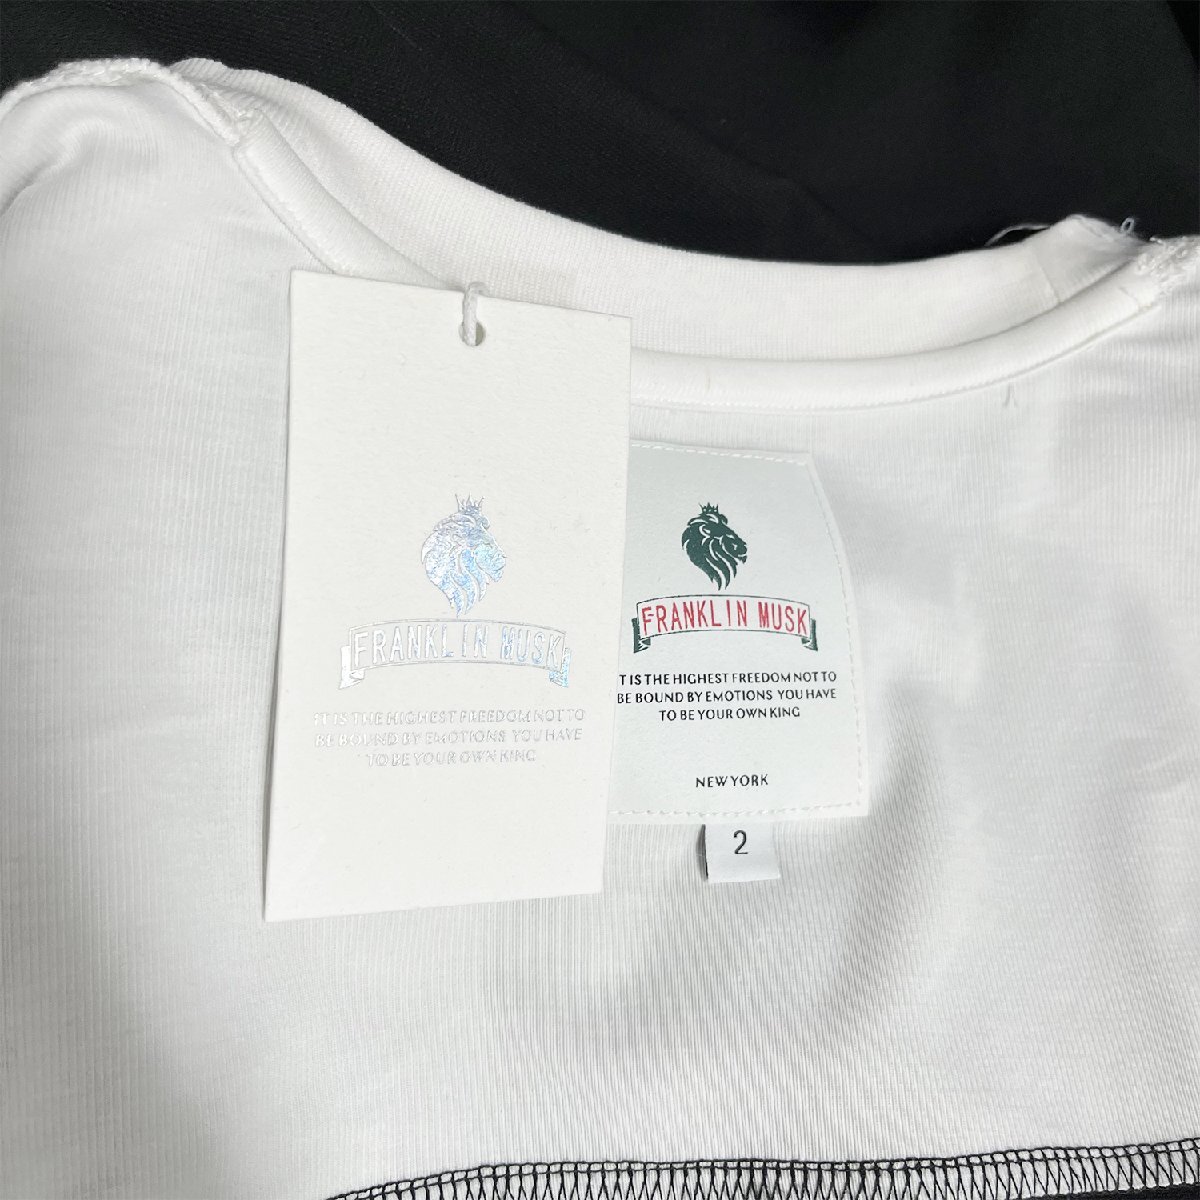 FRANKLIN MUSK
IT IS THE HIGHEST FREEDOM NOT TO
BE BOUND BY EMOTIONS YOU HAVE
TO BE YOUR OWN KING
FRANKLIN MUSK
IT IS THE HIGHEST FREEDOM NOT TO
BE BOUND BY EMOTIONS YOU HAVE
TO BE YOUR OWN KING
NEW YORK
2